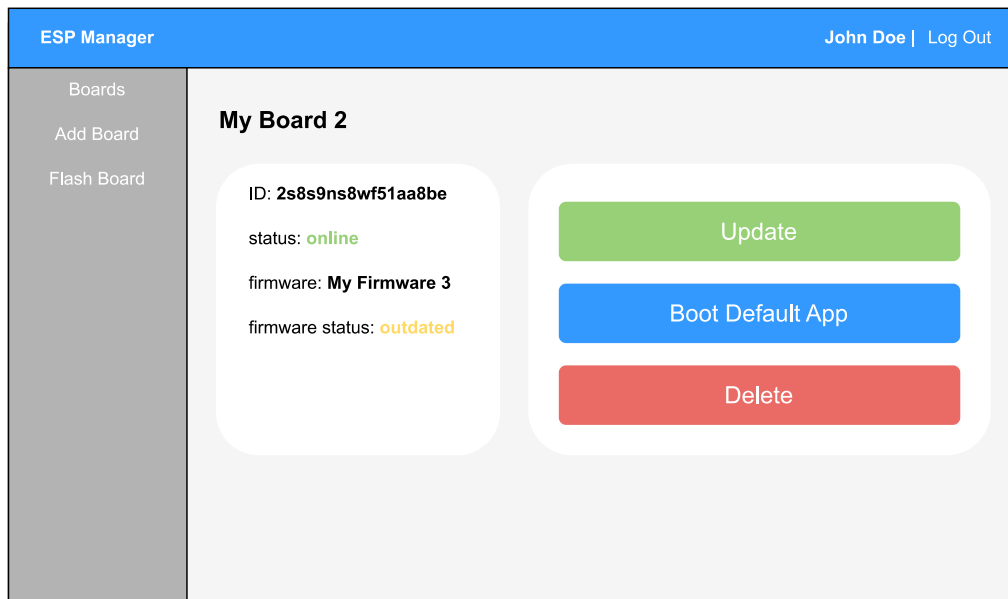 ESP Manager
John Doe | Log Out
Boards
Add Board
Flash Board
My Board 2
ID: 2s8s9ns8wf51aa8be
status: online
firmware: My Firmware 3
firmware status: outdated
Update
Boot Default App
Delete